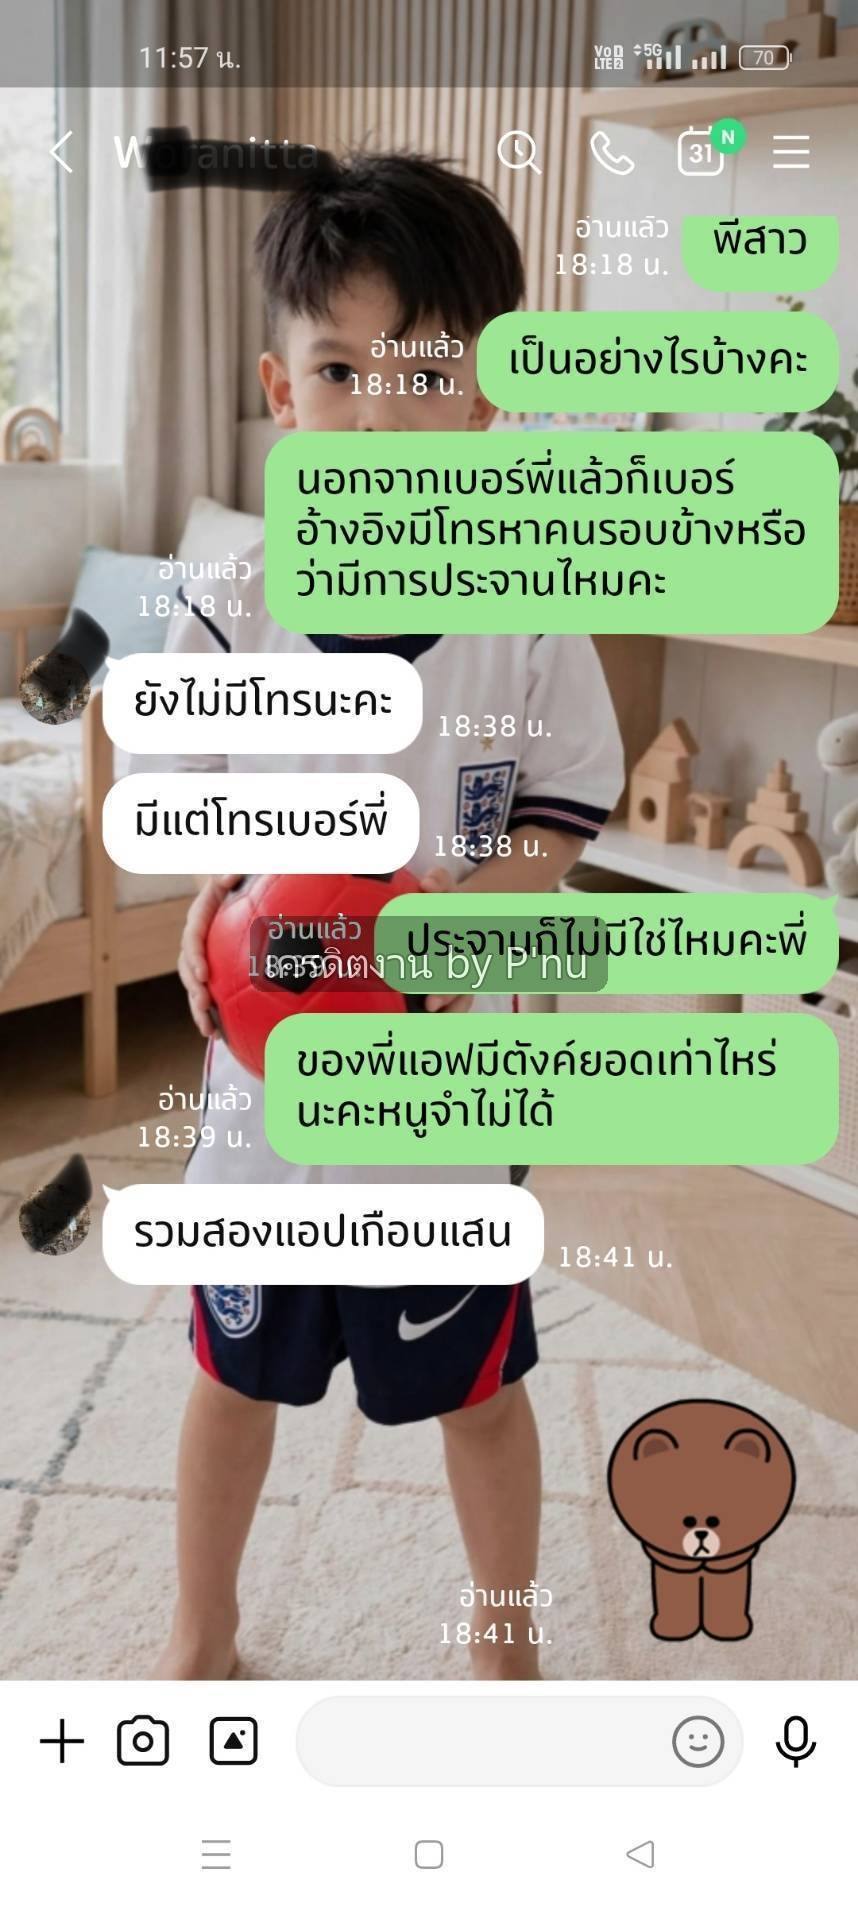 11:57 น.
VoD LTE2 5G 70
31 N
อ่านแล้ว
18:18 น.
พี่สาว
อ่านแล้ว
18:18 น.
เป็นอย่างไรบ้างคะ
นอกจากเบอร์พี่แล้วก็เบอร์
อ้างอิงมีโทรหาคนรอบข้างหรือ
ว่ามีการประจานไหมคะ
อ่านแล้ว
18:18 น.
ยังไม่มีโทรนะคะ
18:38 น.
มีแต่โทรเบอร์พี่
18:38 น.
อ่านแล้ว
18:39 น.
ประจานก็ไม่มีใช่ไหมคะพี่
เครดิตงาน by P'nu
ของพี่แอฟมีตังค์ยอดเท่าไหร่
นะคะหนูจำไม่ได้
อ่านแล้ว
18:39 น.
รวมสองแอปเกือบแสน
18:41 น.
อ่านแล้ว
18:41 น.